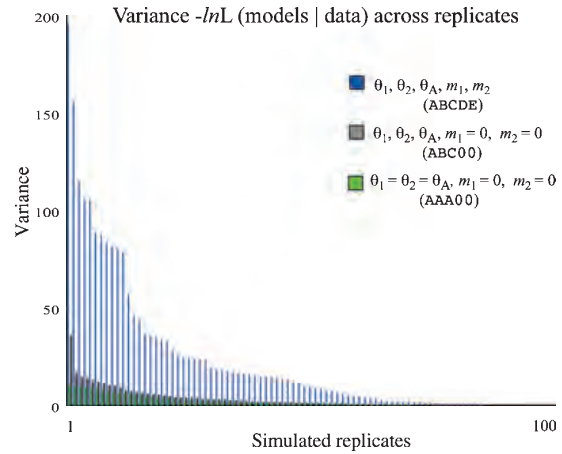 Variance -lnL (models | data) across replicates
200
150
100
50
0
Variance
θ1, θ2, θA, m1, m2
(ABCDE)
θ1, θ2, θA, m1 = 0, m2 = 0
(ABC00)
θ1 = θ2 = θA, m1 = 0, m2 = 0
(AAA00)
1
100
Simulated replicates